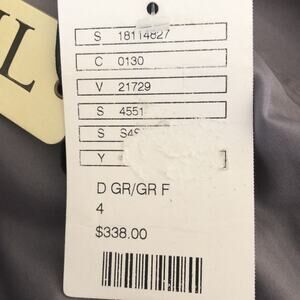 L
S 18114827
C 0130
V 21729
S 4551
S
Y
D GR/GR F
4
$338.00